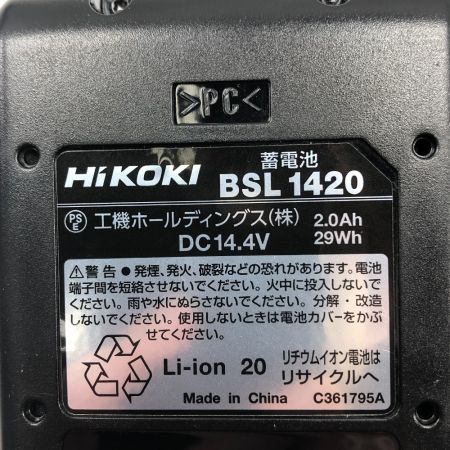 >PC<
HiKOKI
蓄電池
BSL 1420
PS
E
工機ホールディングス(株)
2.0Ah
DC14.4V
29Wh
⚠警告 ●発煙、発火、破裂などの恐れがあります。電池
端子間を短絡させないでください。火中に投入しないで
ください。雨や水にぬらさないでください。分解・改造
しないでください。使用しないときは電池カバーをかぶ
せてください。
Li-ion 20
リチウムイオン電池は
リサイクルへ
Made in China
C361795A